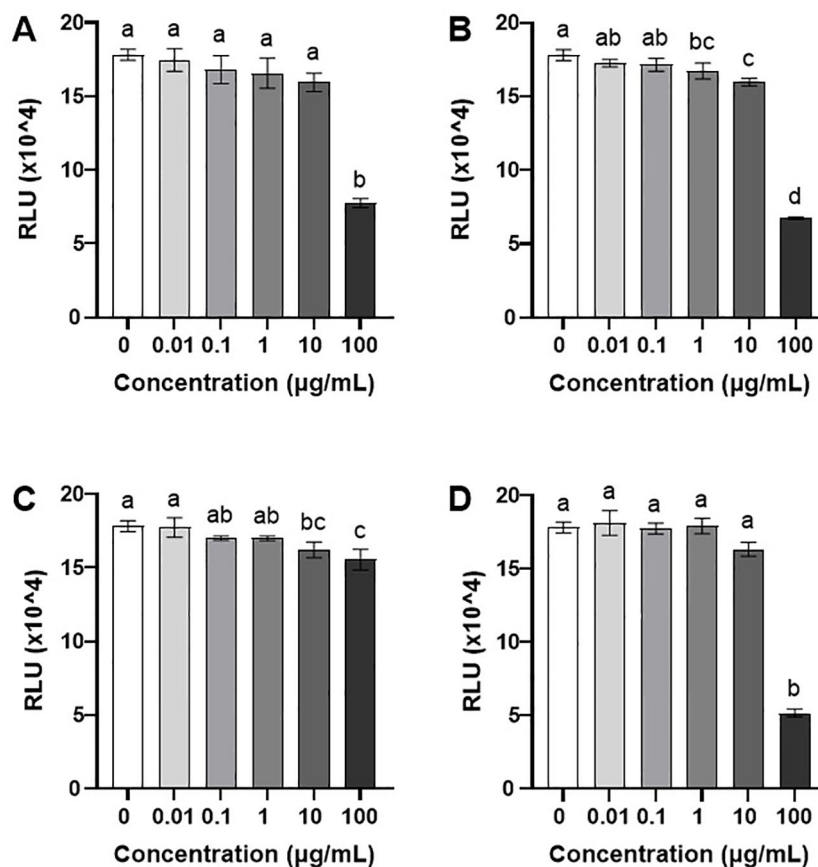 A
RLU (x10^4)
20
15
10
5
0
a a a a a b
0 0.01 0.1 1 10 100
Concentration (µg/mL)
B
RLU (x10^4)
20
15
10
5
0
a ab ab bc c d
0 0.01 0.1 1 10 100
Concentration (µg/mL)
C
RLU (x10^4)
20
15
10
5
0
a a ab ab bc c
0 0.01 0.1 1 10 100
Concentration (µg/mL)
D
RLU (x10^4)
20
15
10
5
0
a a a a a b
0 0.01 0.1 1 10 100
Concentration (µg/mL)